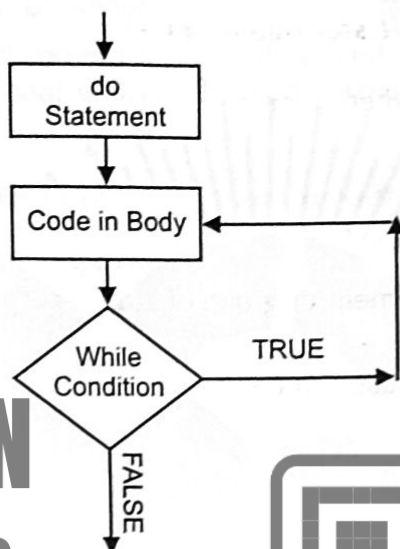 do
Statement
Code in Body
While
Condition
TRUE
FALSE